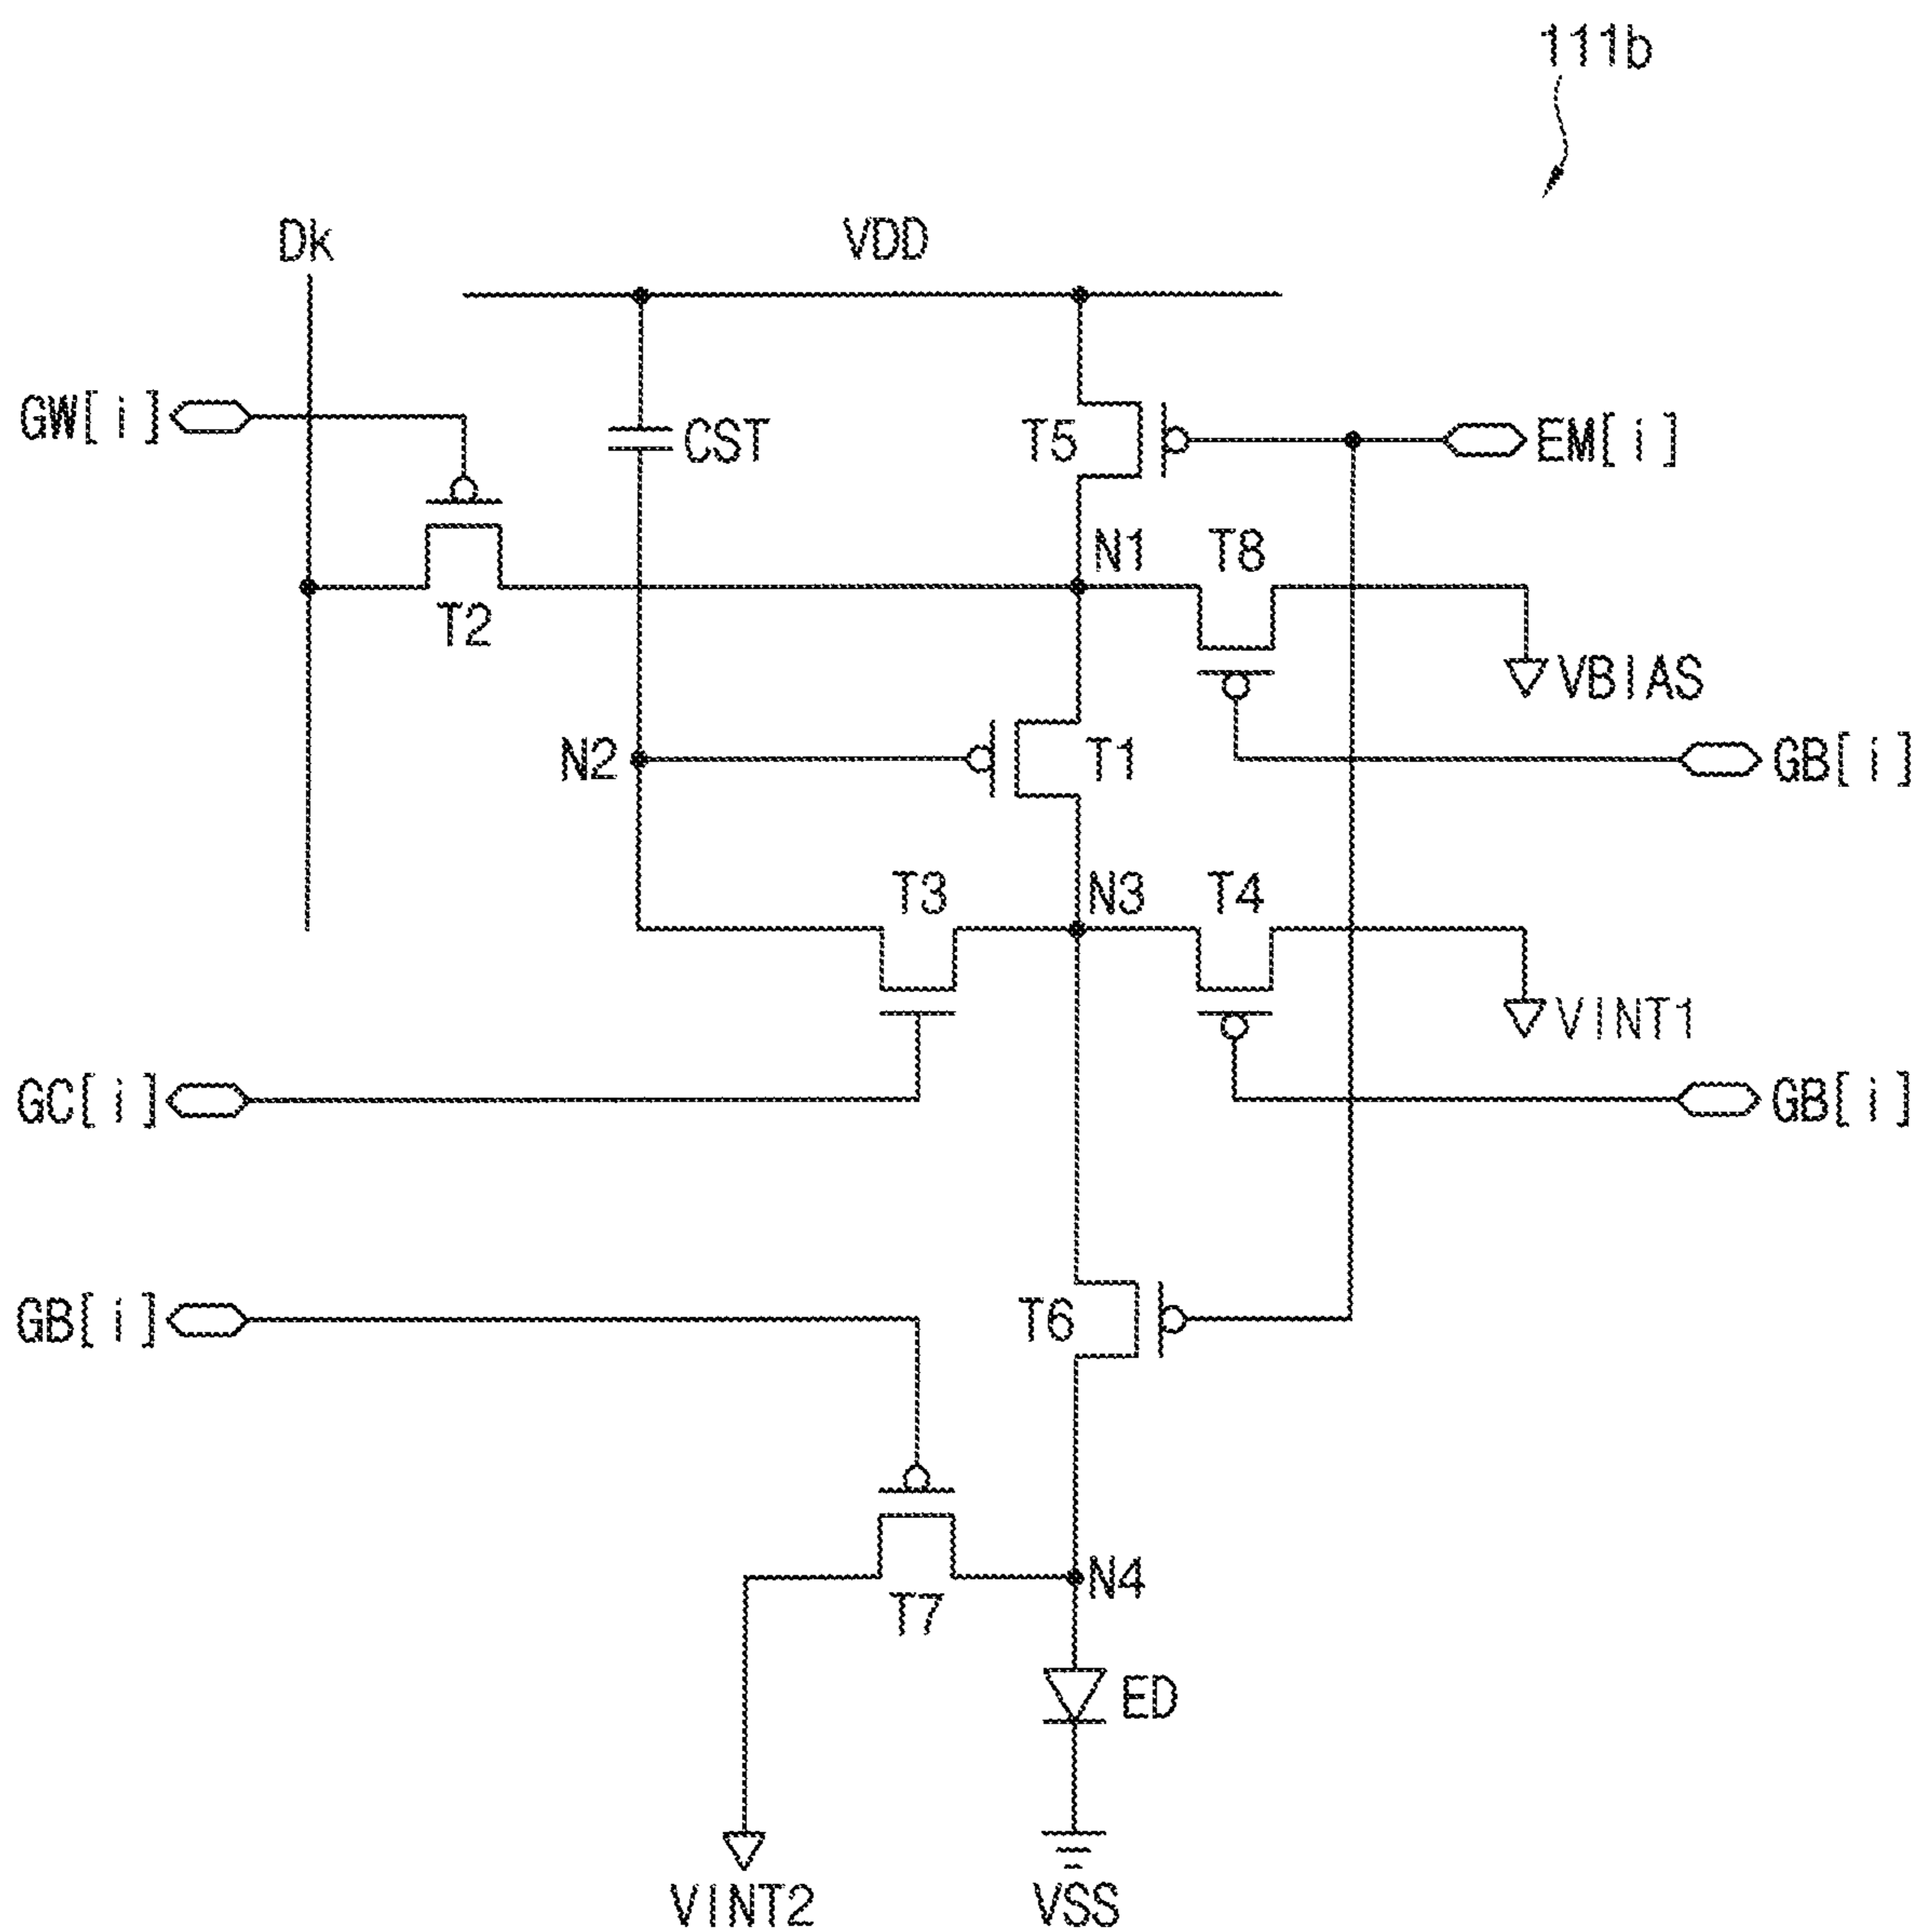 111b
Dk
VDD
GW[i]
CST
T5
EM[i]
N1
T8
T2
VBIAS
N2
T1
GB[i]
T3
N3
T4
VINT1
GC[i]
GB[i]
GB[i]
T6
N4
T7
ED
VINT2
VSS